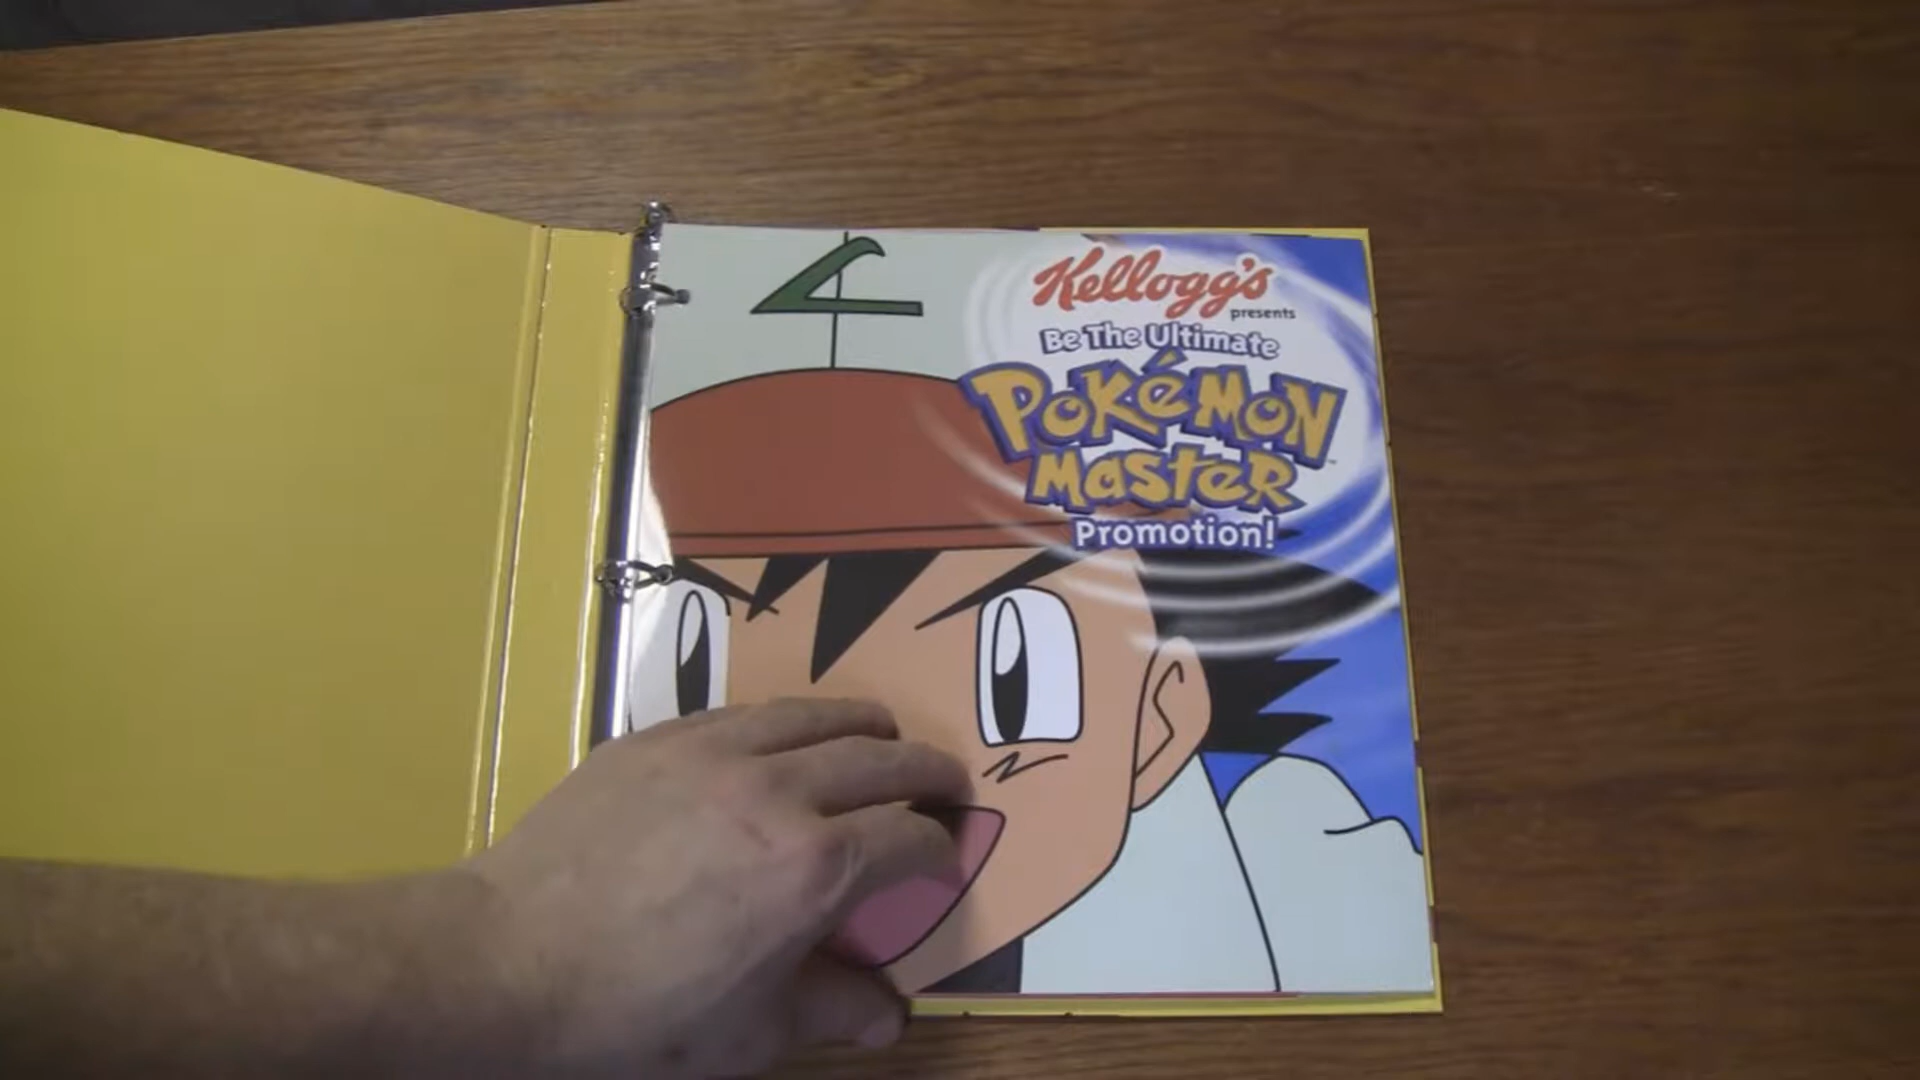 Kellogg's
presents
Be The Ultimate
POKéMON
MASTER
Promotion!